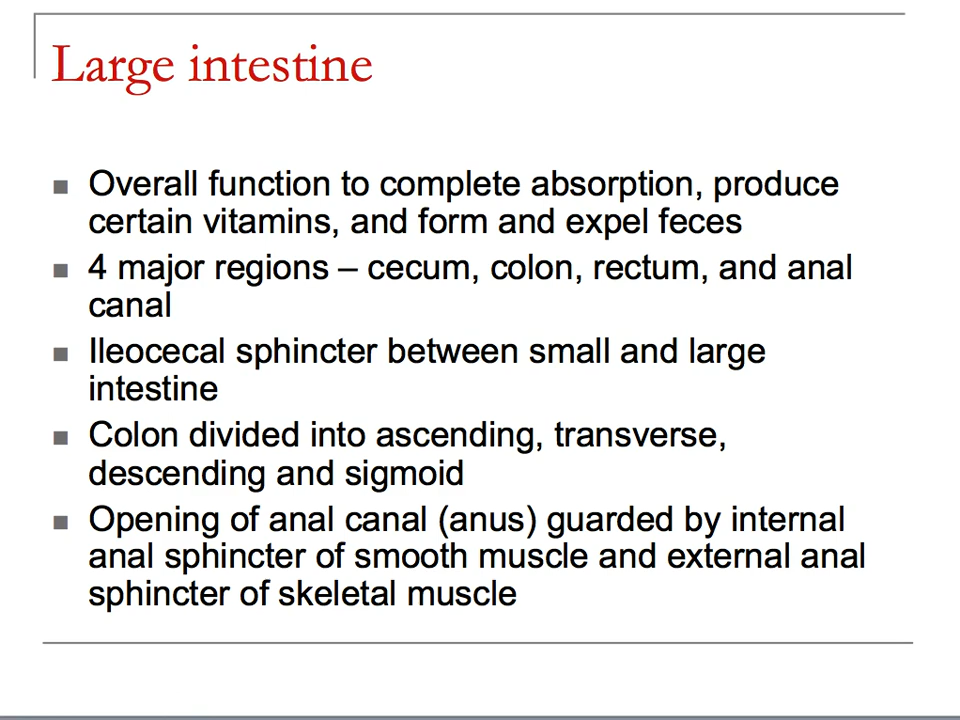 Large intestine
Overall function to complete absorption, produce
certain vitamins, and form and expel feces
4 major regions – cecum, colon, rectum, and anal
canal
Ileocecal sphincter between small and large
intestine
Colon divided into ascending, transverse,
descending and sigmoid
Opening of anal canal (anus) guarded by internal
anal sphincter of smooth muscle and external anal
sphincter of skeletal muscle